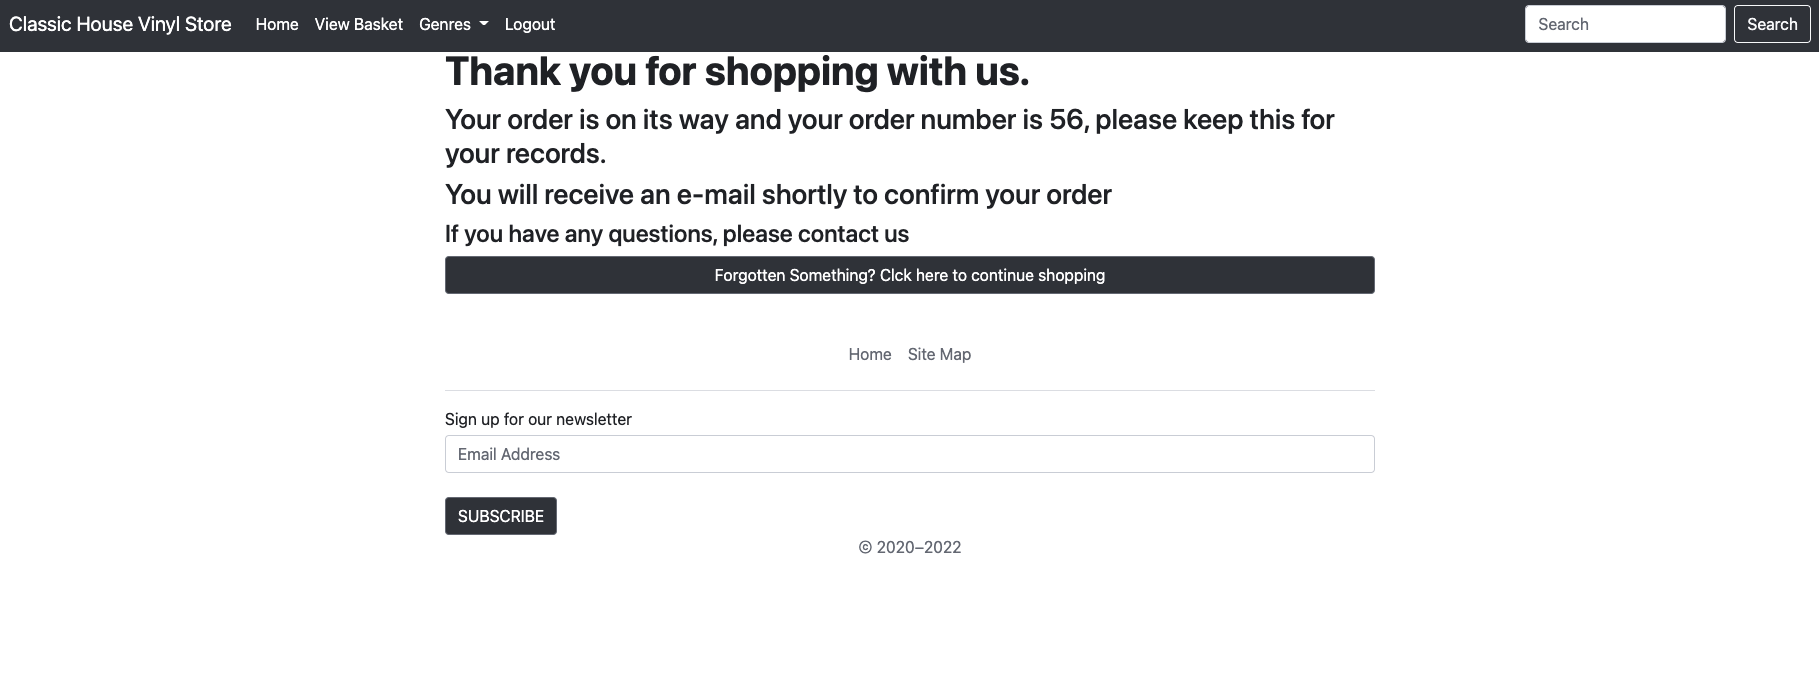 Classic House Vinyl Store Home View Basket Genres Logout Search Search
Thank you for shopping with us.
Your order is on its way and your order number is 56, please keep this for
your records.
You will receive an e-mail shortly to confirm your order
If you have any questions, please contact us
Forgotten Something? Clck here to continue shopping
Home Site Map
Sign up for our newsletter
Email Address
SUBSCRIBE
© 2020–2022